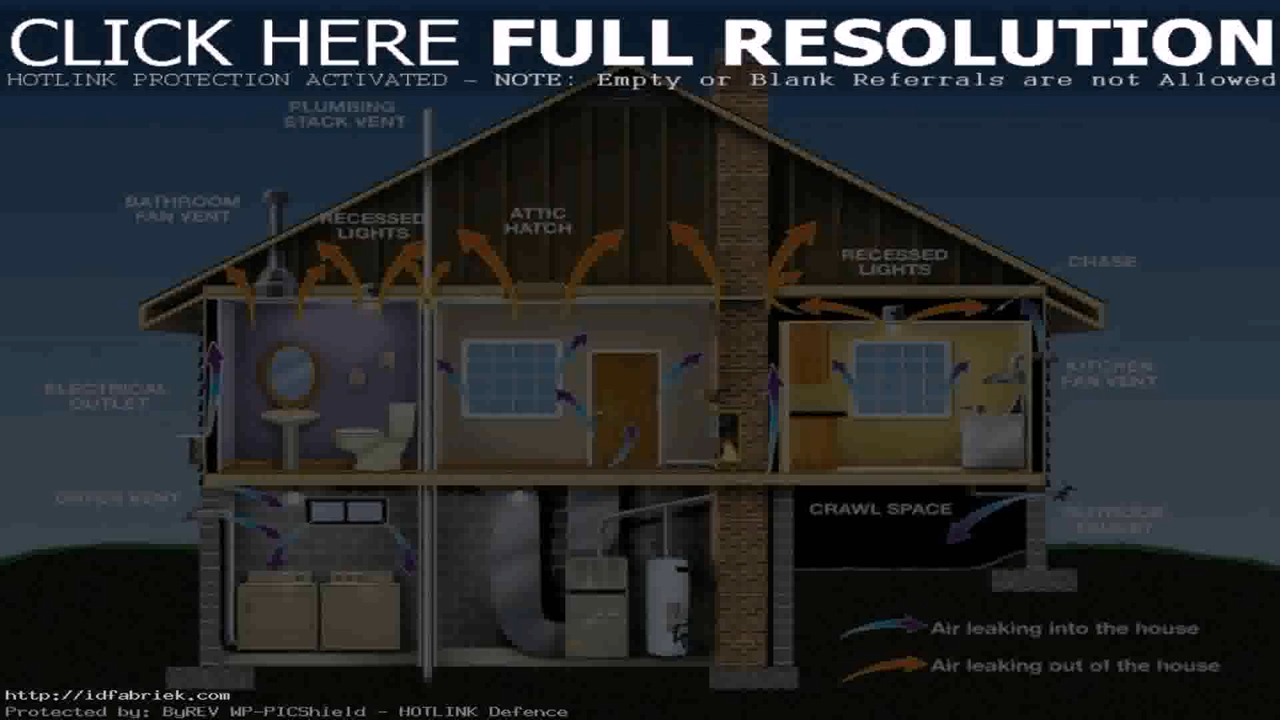 CLICK HERE FULL RESOLUTION
HOTLINK PROTECTION ACTIVATED - NOTE: Empty or Blank Referrals are not Allowed
PLUMBING
STACK VENT
BATHROOM
FAN VENT
RECESSED
LIGHTS
ATTIC
HATCH
RECESSED
LIGHTS
CHASE
ELECTRICAL
OUTLET
KITCHEN
FAN VENT
DRYER VENT
CRAWL SPACE
OUTDOOR
FAUCET
Air leaking into the house
Air leaking out of the house
http://idfabriek.com
Protected by: ByREV WP-PICShield - HOTLINK Defence